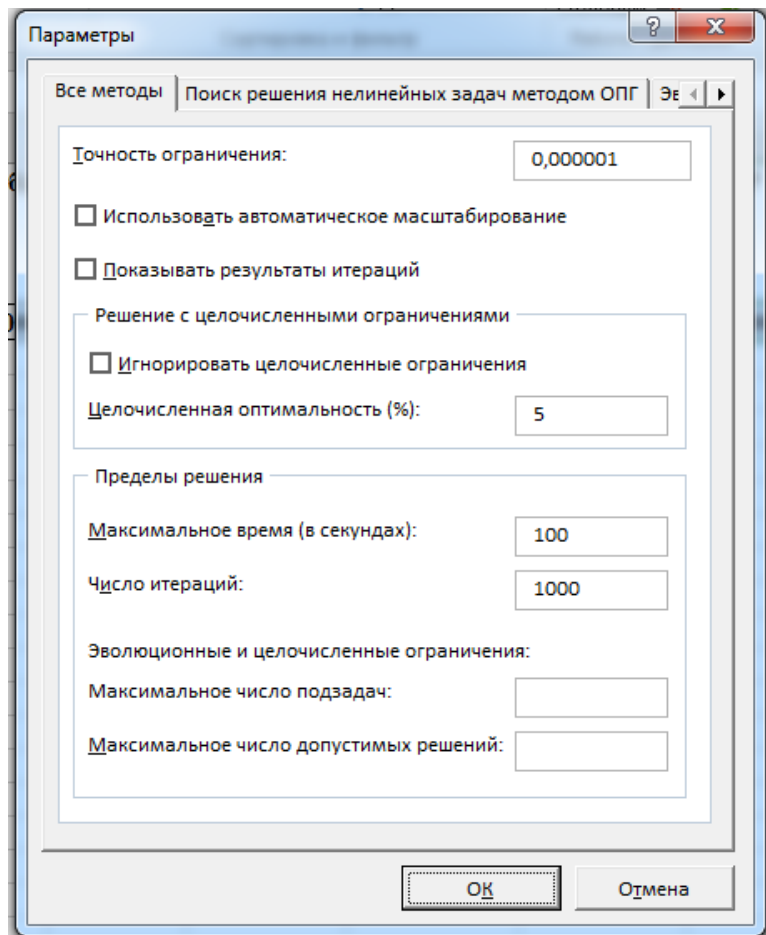 Параметры
Все методы
Поиск решения нелинейных задач методом ОПГ
Эв
Точность ограничения:
0,000001
Использовать автоматическое масштабирование
Показывать результаты итераций
Решение с целочисленными ограничениями
Игнорировать целочисленные ограничения
Целочисленная оптимальность (%):
5
Пределы решения
Максимальное время (в секундах):
100
Число итераций:
1000
Эволюционные и целочисленные ограничения:
Максимальное число подзадач:
Максимальное число допустимых решений:
ОК
Отмена